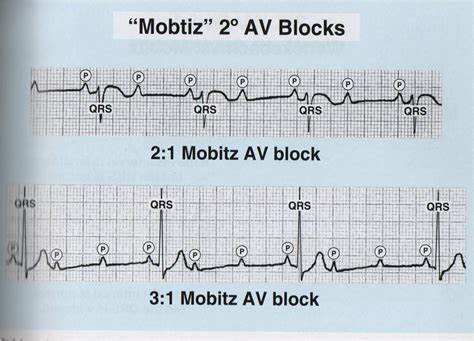 “Mobtiz” 2º AV Blocks
P P P P P P P
QRS QRS QRS QRS
2:1 Mobitz AV block
QRS QRS QRS QRS
P P P P P P P P P P
3:1 Mobitz AV block